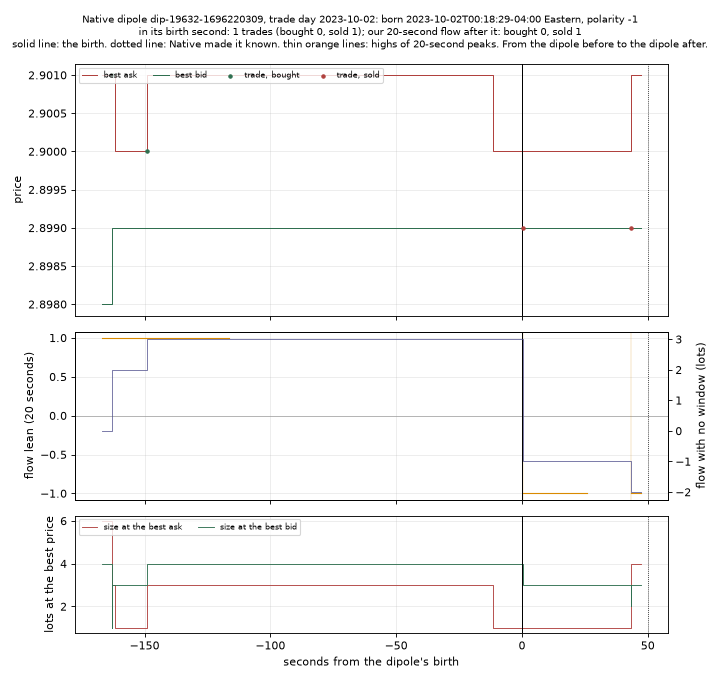 Native dipole dip-19632-1696220309, trade day 2023-10-02: born 2023-10-02T00:18:29-04:00 Eastern, polarity -1
in its birth second: 1 trades (bought 0, sold 1); our 20-second flow after it: bought 0, sold 1
solid line: the birth. dotted line: Native made it known. thin orange lines: highs of 20-second peaks. From the dipole before to the dipole after.
best ask
best bid
trade, bought
trade, sold
2.9010
2.9005
2.9000
2.8995
2.8990
2.8985
2.8980
price
1.0
0.5
0.0
−0.5
−1.0
flow lean (20 seconds)
3
2
1
0
−1
−2
flow with no window (lots)
size at the best ask
size at the best bid
6
4
2
lots at the best price
−150
−100
−50
0
50
seconds from the dipole's birth